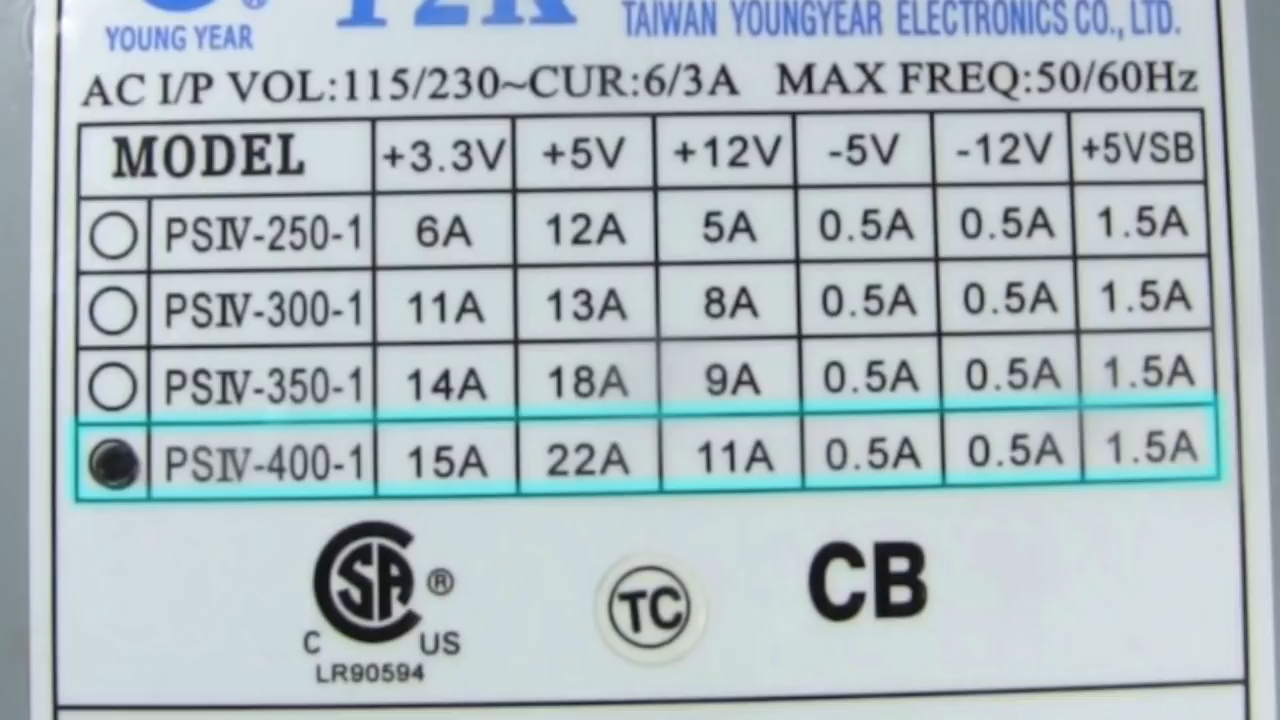 YOUNG YEAR
®
TAIWAN YOUNGYEAR ELECTRONICS CO., LTD.
AC I/P VOL:115/230~CUR:6/3A MAX FREQ:50/60Hz
MODEL +3.3V +5V +12V -5V -12V +5VSB
PSIV-250-1 6A 12A 5A 0.5A 0.5A 1.5A
PSIV-300-1 11A 13A 8A 0.5A 0.5A 1.5A
PSIV-350-1 14A 18A 9A 0.5A 0.5A 1.5A
PSIV-400-1 15A 22A 11A 0.5A 0.5A 1.5A
CSA ® TC CB
C US
LR90594